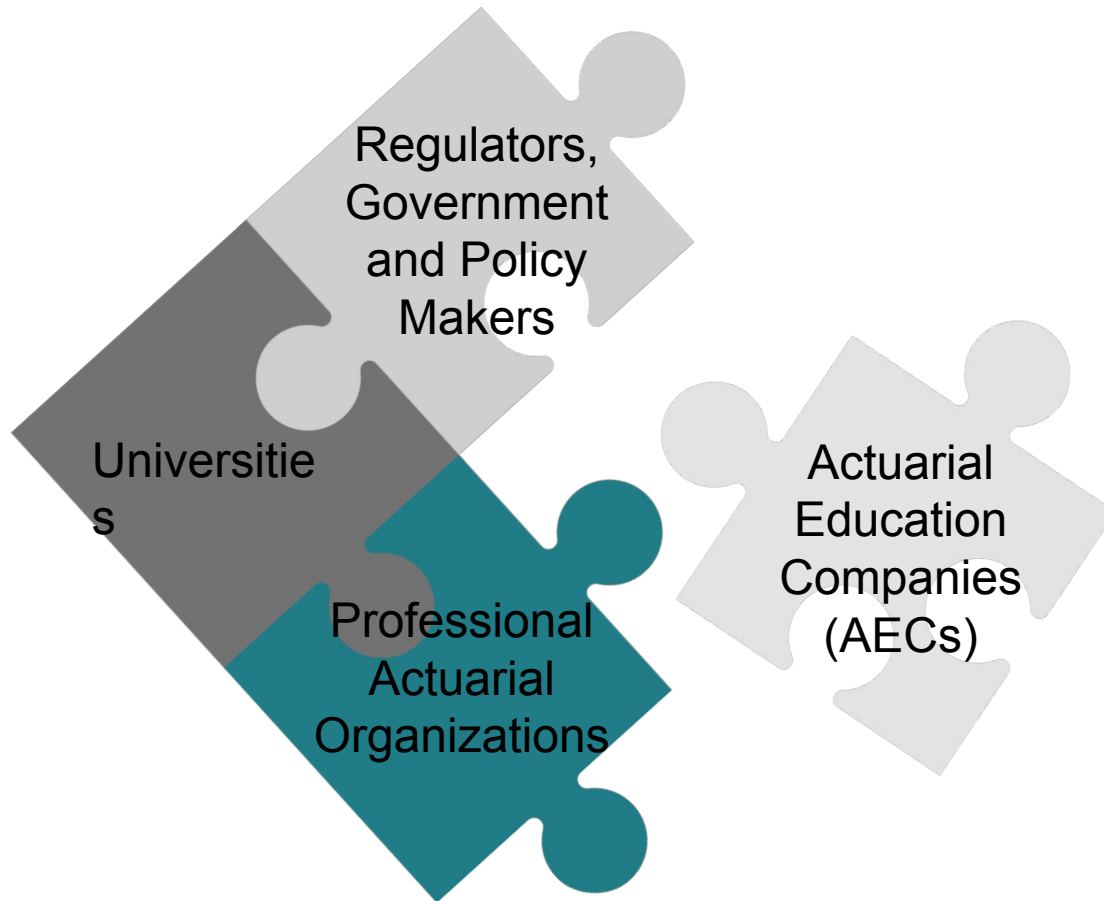 Regulators,
Government
and Policy
Makers
Universitie
s
Professional
Actuarial
Organizations
Actuarial
Education
Companies
(AECs)